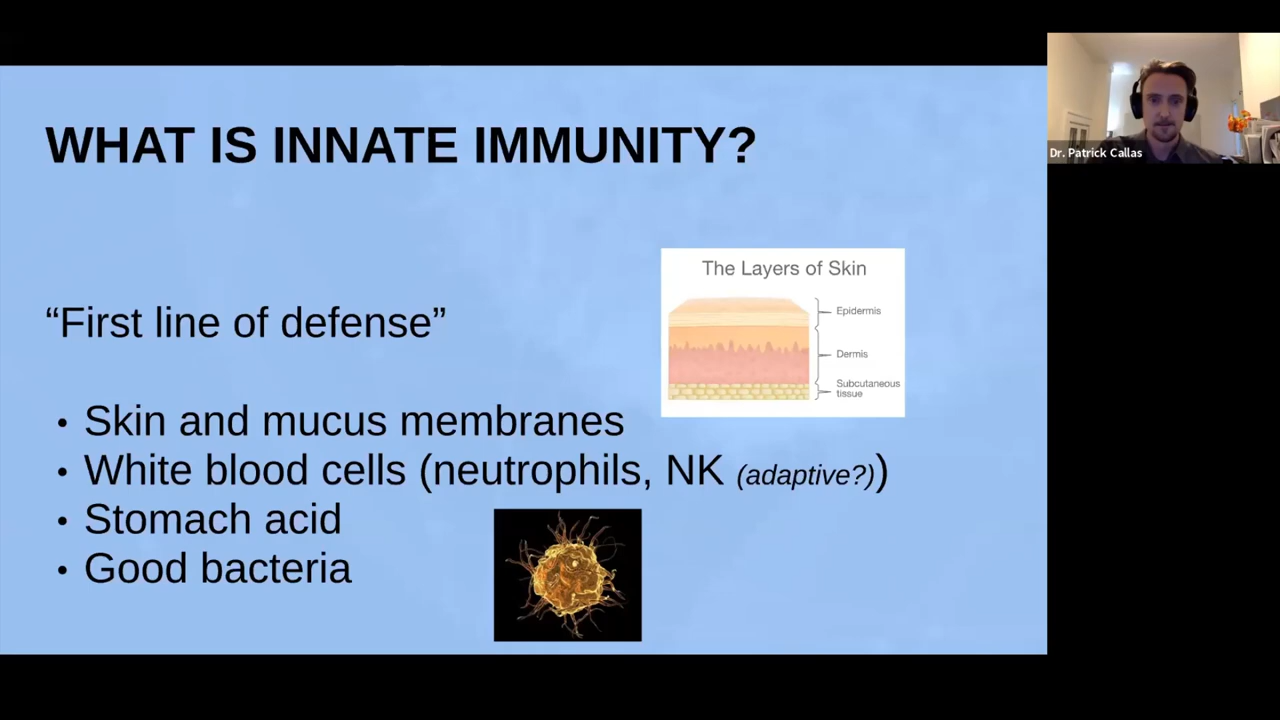 WHAT IS INNATE IMMUNITY?
“First line of defense”
• Skin and mucus membranes
• White blood cells (neutrophils, NK (adaptive?))
• Stomach acid
• Good bacteria
The Layers of Skin
Epidermis
Dermis
Subcutaneous
tissue
Dr. Patrick Callas